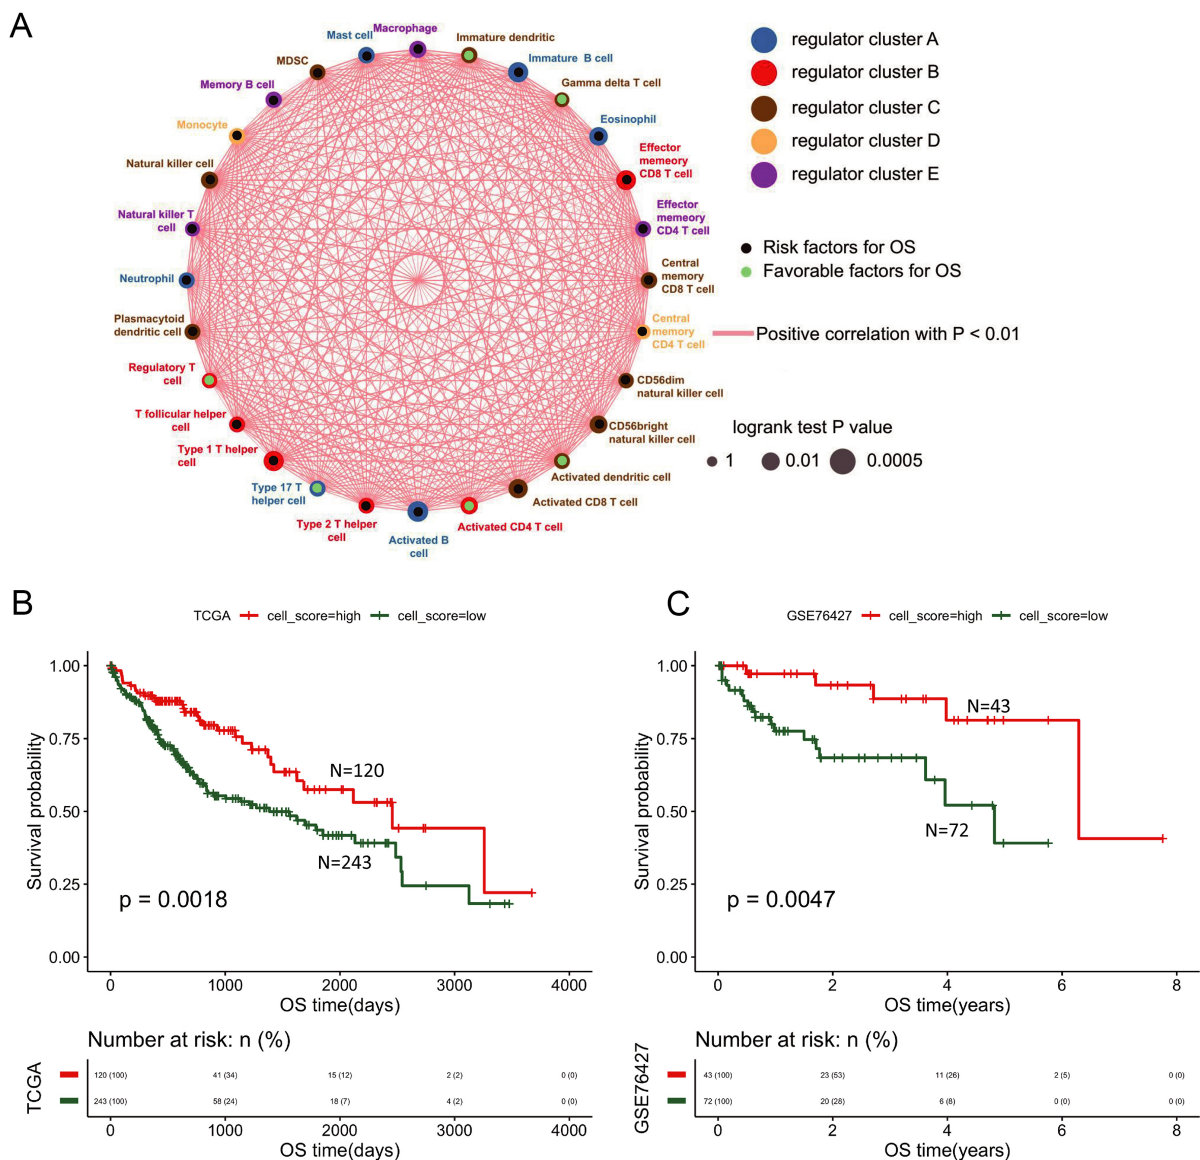 A
Macrophage
Mast cell
Immature dendritic
MDSC
Immature B cell
Memory B cell
Gamma delta T cell
Monocyte
Eosinophil
Natural killer cell
Effector
memeory
CD8 T cell
Natural killer T
cell
Effector
memeory
CD4 T cell
Neutrophil
Central
memory
CD8 T cell
Plasmacytoid
dendritic cell
Central
memory
CD4 T cell
Regulatory T
cell
CD56dim
natural killer cell
T follicular helper
cell
CD56bright
natural killer cell
Type 1 T helper
cell
Activated dendritic cell
Type 17 T
helper cell
Activated CD8 T cell
Type 2 T helper
cell
Activated CD4 T cell
Activated B
cell
regulator cluster A
regulator cluster B
regulator cluster C
regulator cluster D
regulator cluster E
Risk factors for OS
Favorable factors for OS
Positive correlation with P < 0.01
logrank test P value
1 0.01 0.0005
B
TCGA cell_score=high cell_score=low
Survival probability
1.00
0.75
0.50
0.25
0.00
N=120
N=243
p = 0.0018
0 1000 2000 3000 4000
OS time(days)
Number at risk: n (%)
TCGA
120 (100) 41 (34) 15 (12) 2 (2) 0 (0)
243 (100) 58 (24) 18 (7) 4 (2) 0 (0)
0 1000 2000 3000 4000
OS time(days)
C
GSE76427 cell_score=high cell_score=low
Survival probability
1.00
0.75
0.50
0.25
0.00
N=43
N=72
p = 0.0047
0 2 4 6 8
OS time(years)
Number at risk: n (%)
GSE76427
43 (100) 23 (53) 11 (26) 2 (5) 0 (0)
72 (100) 20 (28) 6 (8) 0 (0) 0 (0)
0 2 4 6 8
OS time(years)